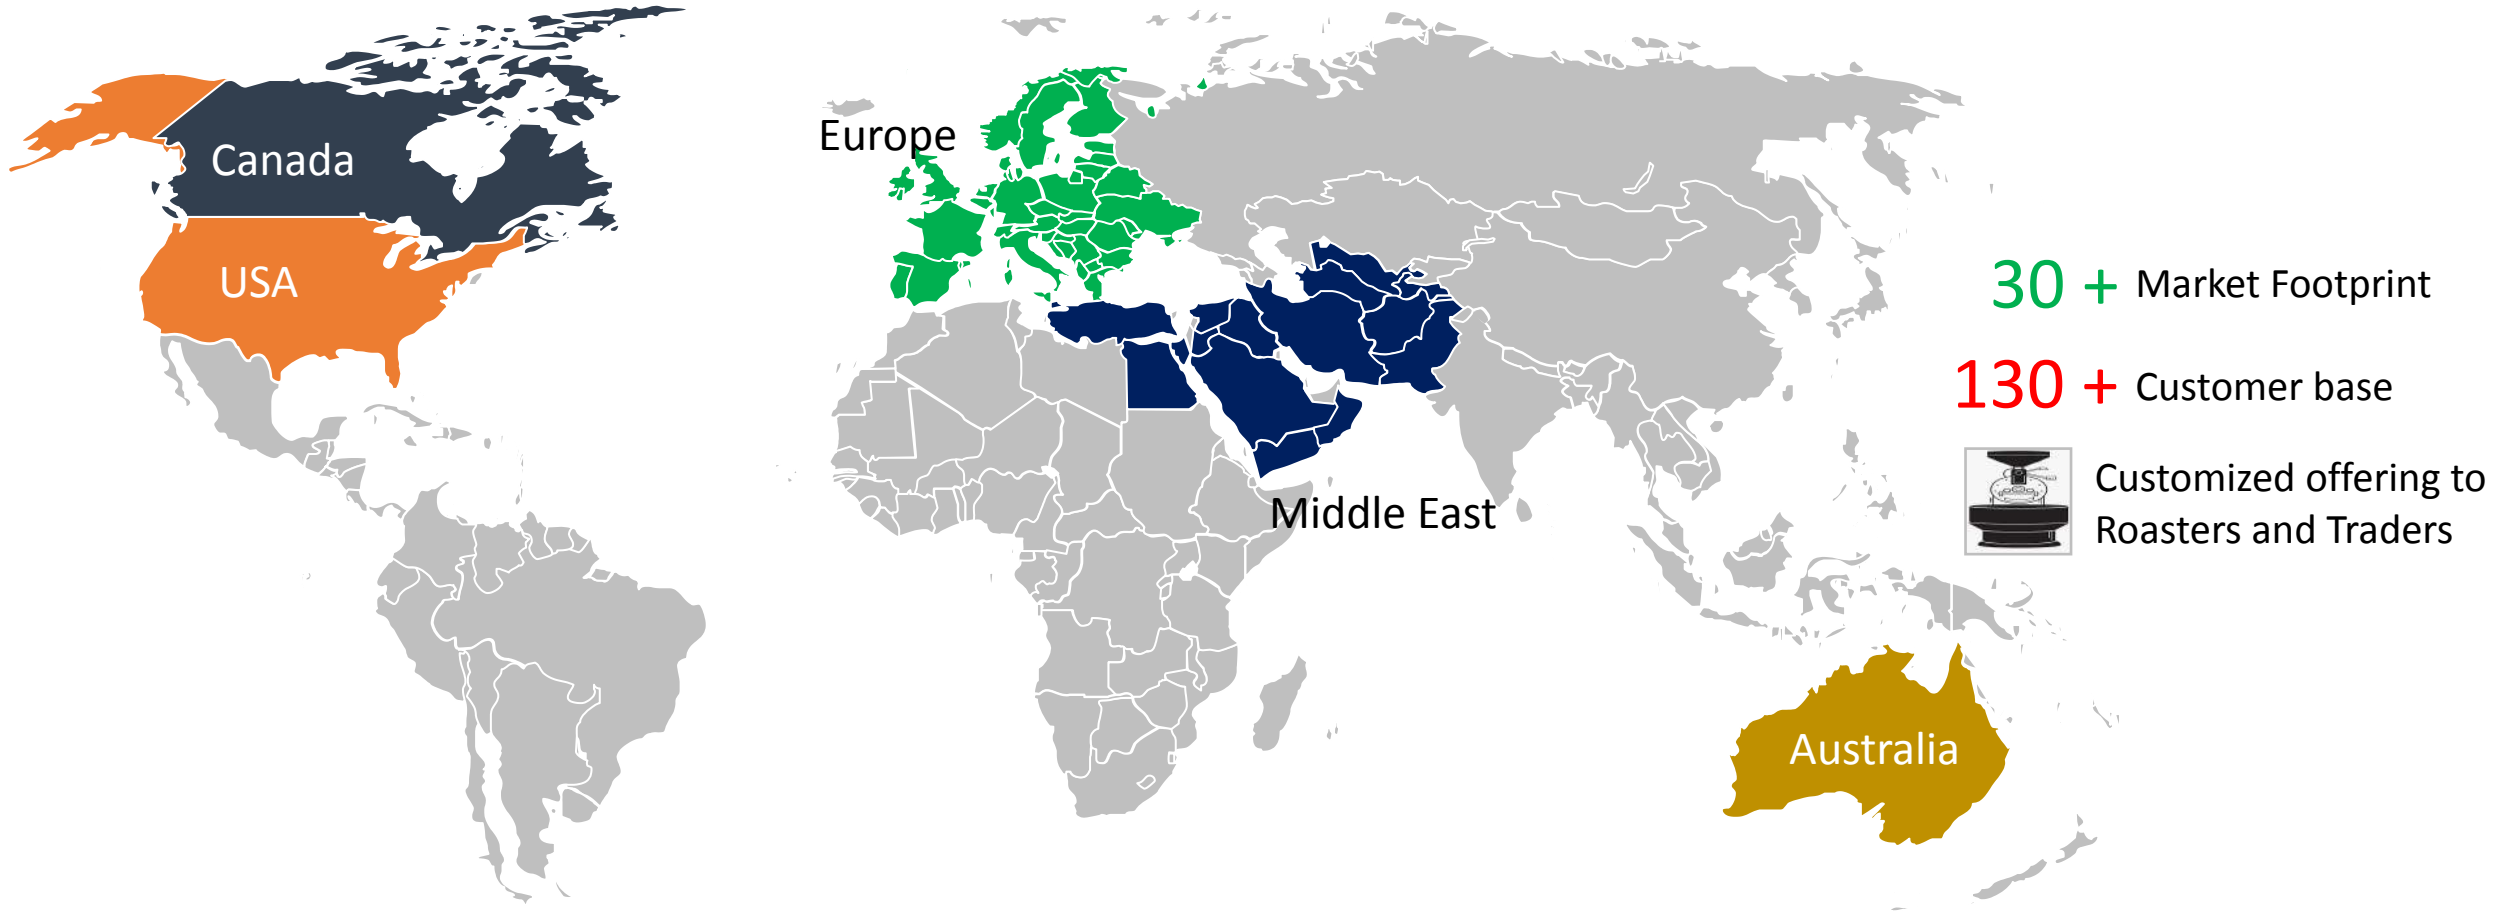 Canada
USA
Europe
Middle East
Australia
30 + Market Footprint
130 + Customer base
Customized offering to
Roasters and Traders